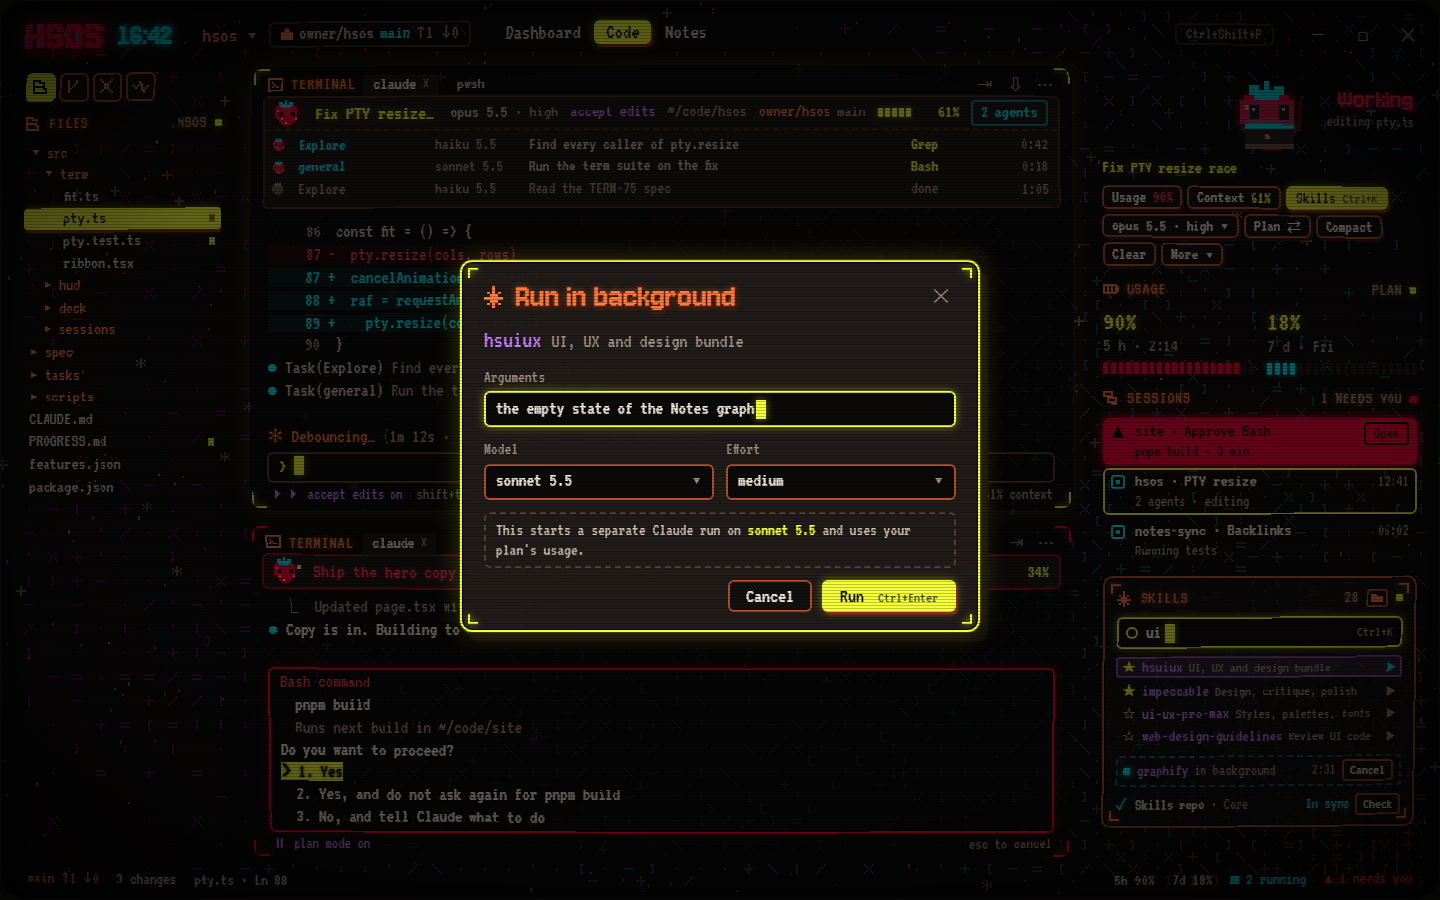 HSOS 16:42 hsos owner/hsos main ↑1 ↓0 Dashboard Code Notes Ctrl+Shift+P
FILES HSOS
src
term
fit.ts
pty.ts M
pty.test.ts M
ribbon.tsx
hud
deck
sessions
spec
tasks
scripts
CLAUDE.md
PROGRESS.md M
features.json
package.json
TERMINAL claude x pwsh
Fix PTY resize… opus 5.5 · high accept edits ~/code/hsos owner/hsos main 61% 2 agents
Explore haiku 5.5 Find every caller of pty.resize Grep 0:42
general sonnet 5.5 Run the term suite on the fix Bash 0:18
Explore haiku 5.5 Read the TERM-75 spec done 1:05
86 const fit = () => {
87 - pty.resize(cols, rows)
87 + cancelAnimatio
88 + raf = requestAn
89 + pty.resize(co
90 }
Task(Explore) Find ever
Task(general) Run the t
Debouncing… (1m 12s ·
❯
accept edits on shift+t
1% context
Run in background
hsuiux UI, UX and design bundle
Arguments
the empty state of the Notes graph
Model Effort
sonnet 5.5 medium
This starts a separate Claude run on sonnet 5.5 and uses your
plan's usage.
Cancel Run Ctrl+Enter
TERMINAL claude x
Ship the hero copy 34%
Updated page.tsx wi
Copy is in. Building to
Bash command
pnpm build
Runs next build in ~/code/site
Do you want to proceed?
❯ 1. Yes
2. Yes, and do not ask again for pnpm build
3. No, and tell Claude what to do
plan mode on esc to cancel
Working
editing pty.ts
Fix PTY resize race
Usage 90% Context 61% Skills Ctrl+K
opus 5.5 · high Plan Compact
Clear More
USAGE PLAN
90% 18%
5 h · 2:14 7 d · Fri
SESSIONS 1 NEEDS YOU
site · Approve Bash Open
pnpm build · 3 min
hsos · PTY resize 12:41
2 agents · editing
notes-sync · Backlinks 06:02
Running tests
SKILLS 28
ui Ctrl+K
hsuiux UI, UX and design bundle
impeccable Design, critique, polish
ui-ux-pro-max Styles, palettes, fonts
web-design-guidelines Review UI code
graphify in background 2:31 Cancel
Skills repo · Core In sync Check
main ↑1 ↓0 3 changes pty.ts · Ln 88
5h 90% 7d 18% 2 running 1 needs you